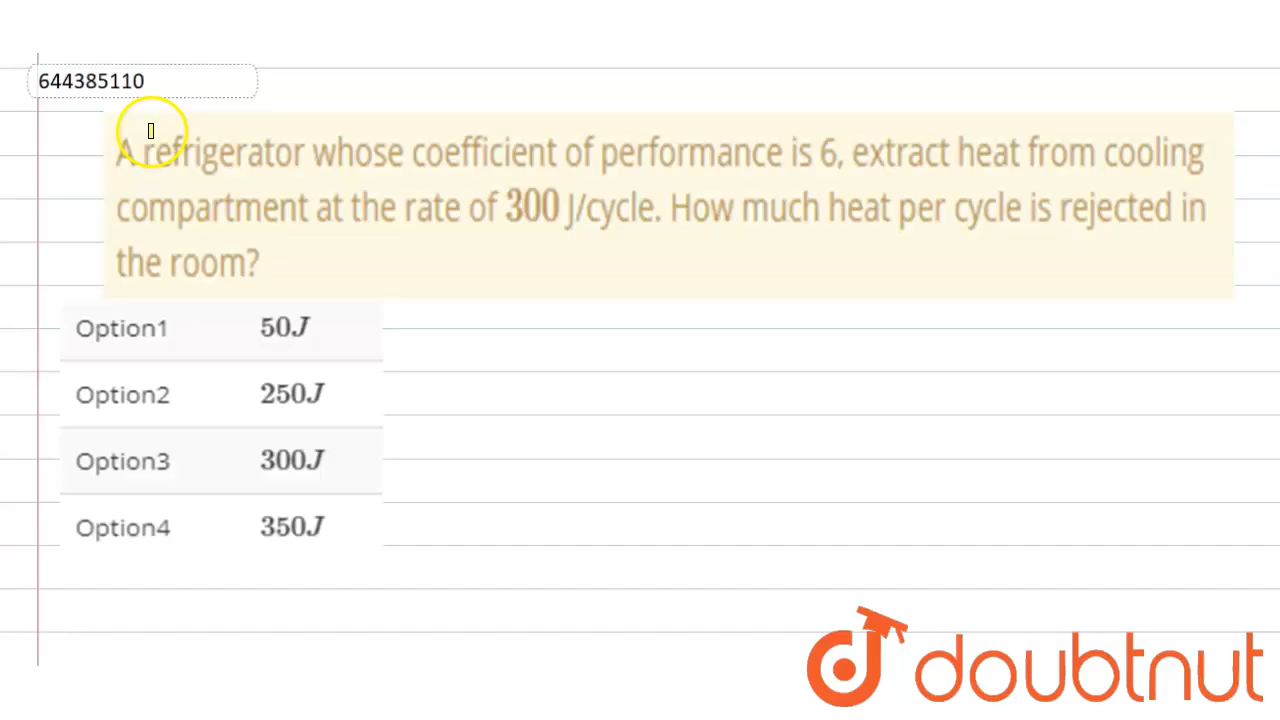 644385110
A refrigerator whose coefficient of performance is 6, extract heat from cooling
compartment at the rate of 300 J/cycle. How much heat per cycle is rejected in
the room?
Option1 50J
Option2 250J
Option3 300J
Option4 350J
doubtnut